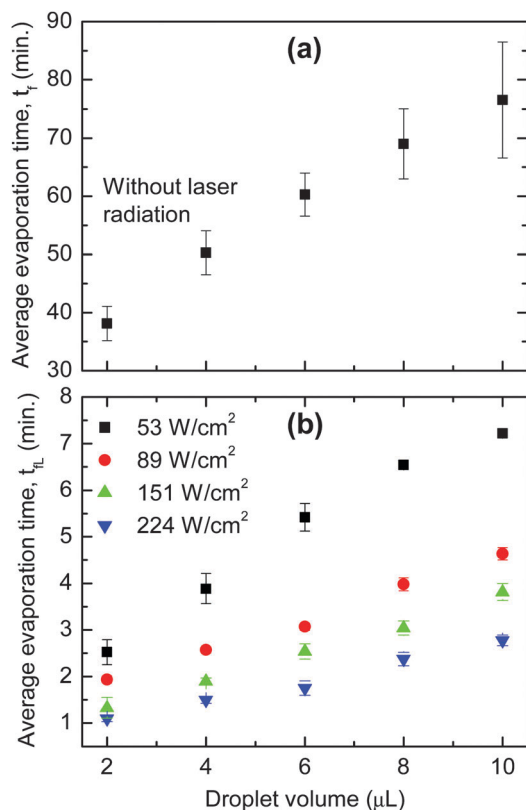 90
80
70
60
50
40
30
Average evaporation time, t_f (min.)
(a)
Without laser
radiation
8
7
6
5
4
3
2
1
Average evaporation time, t_fL (min.)
(b)
53 W/cm²
89 W/cm²
151 W/cm²
224 W/cm²
2 4 6 8 10
Droplet volume (μL)